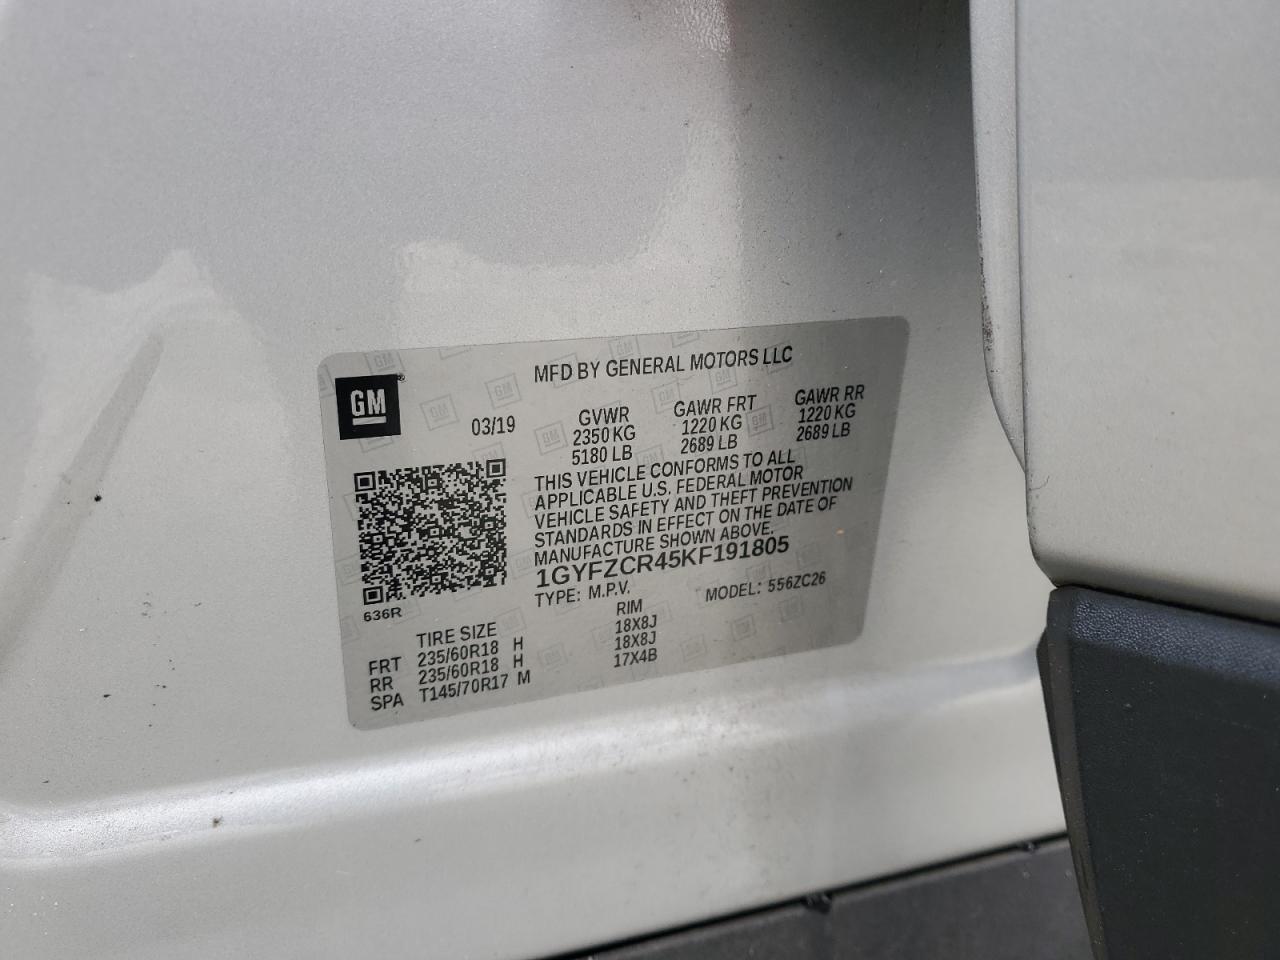 GM
MFD BY GENERAL MOTORS LLC
03/19
GVWR GAWR FRT GAWR RR
2350 KG 1220 KG 1220 KG
5180 LB 2689 LB 2689 LB
THIS VEHICLE CONFORMS TO ALL
APPLICABLE U.S. FEDERAL MOTOR
VEHICLE SAFETY AND THEFT PREVENTION
STANDARDS IN EFFECT ON THE DATE OF
MANUFACTURE SHOWN ABOVE.
1GYFZCR45KF191805
TYPE: M.P.V. MODEL: 556ZC26
636R
TIRE SIZE RIM
FRT 235/60R18 H 18X8J
RR 235/60R18 H 18X8J
SPA T145/70R17 M 17X4B